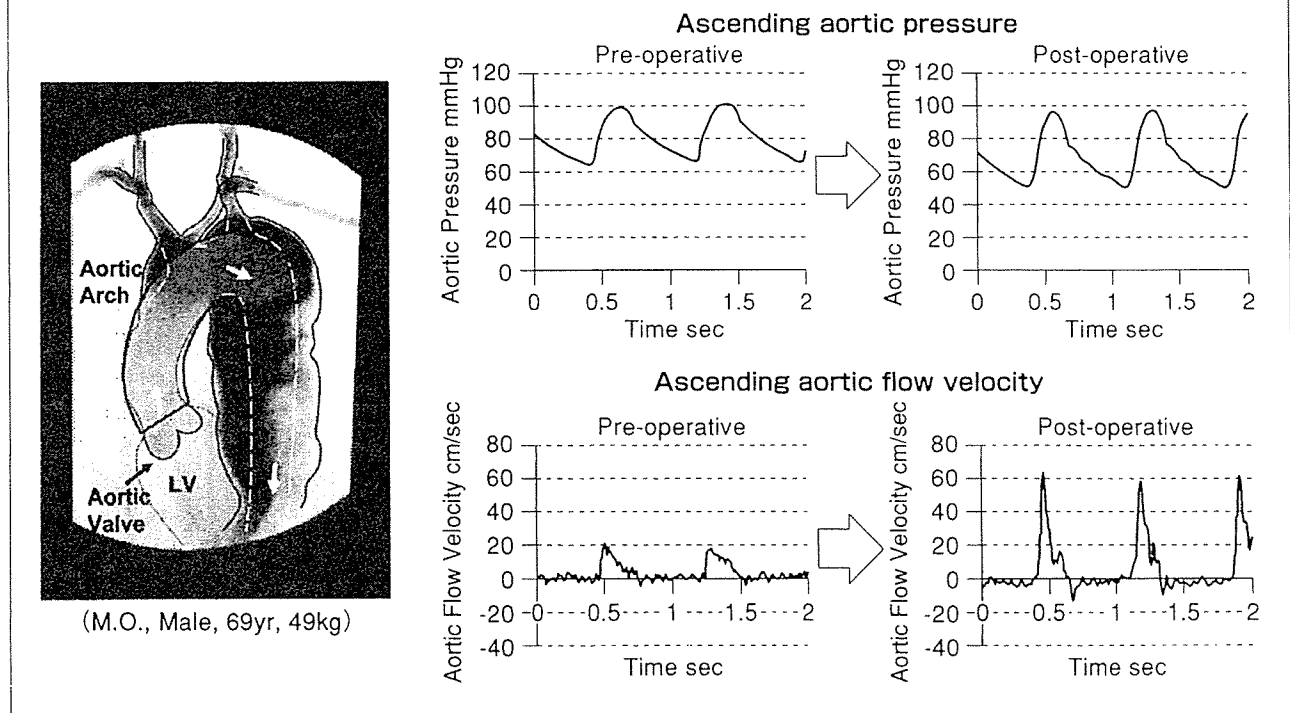 Ascending aortic pressure
Pre-operative
Post-operative
Aortic Pressure mmHg
120
100
80
60
40
20
0
0 0.5 1 1.5 2
Time sec
Aortic Pressure mmHg
120
100
80
60
40
20
0
0 0.5 1 1.5 2
Time sec
Aortic
Arch
LV
Aortic
Valve
(M.O., Male, 69yr, 49kg)
Ascending aortic flow velocity
Pre-operative
Post-operative
Aortic Flow Velocity cm/sec
80
60
40
20
0
-20
-40
0 0.5 1 1.5 2
Time sec
Aortic Flow Velocity cm/sec
80
60
40
20
0
-20
-40
0 0.5 1 1.5 2
Time sec